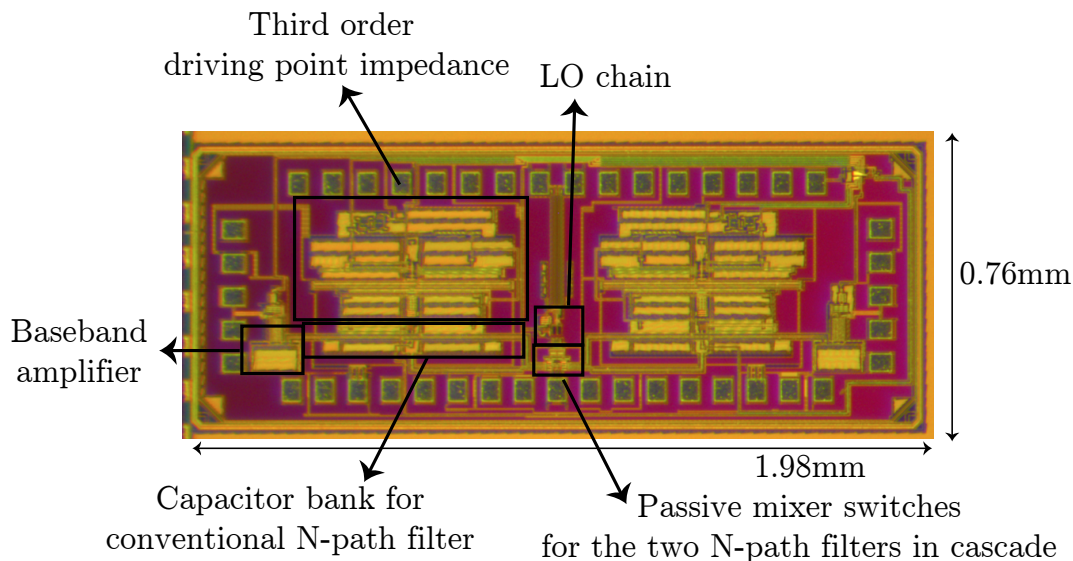 Third order
driving point impedance
LO chain
0.76mm
Baseband
amplifier
1.98mm
Capacitor bank for
conventional N-path filter
Passive mixer switches
for the two N-path filters in cascade